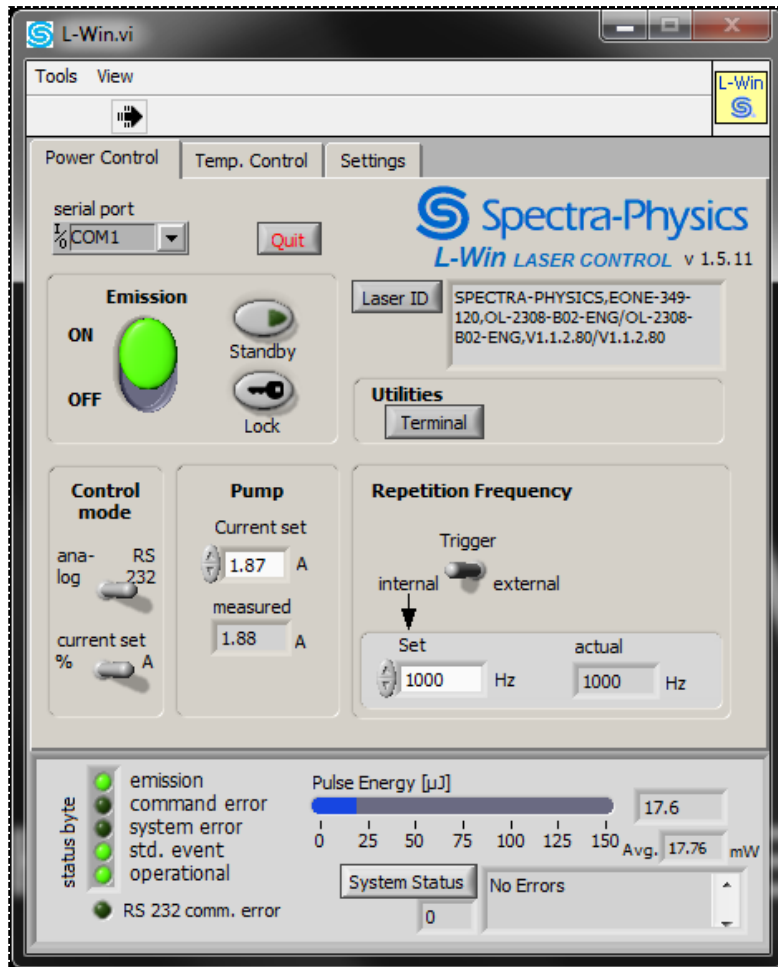 L-Win.vi
Tools View
L-Win
Power Control Temp. Control Settings
serial port
I/O COM1
Quit
Spectra-Physics
L-Win LASER CONTROL v 1.5.11
Emission
ON
OFF
Standby
Lock
Laser ID
SPECTRA-PHYSICS,EONE-349-
120,OL-2308-B02-ENG/OL-2308-
B02-ENG,V1.1.2.80/V1.1.2.80
Utilities
Terminal
Control
mode
ana- RS
log 232
current set
% A
Pump
Current set
1.87 A
measured
1.88 A
Repetition Frequency
Trigger
internal external
Set actual
1000 Hz 1000 Hz
status byte
emission
command error
system error
std. event
operational
RS 232 comm. error
Pulse Energy [µJ]
17.6
0 25 50 75 100 125 150
Avg. 17.76 mW
System Status
0
No Errors